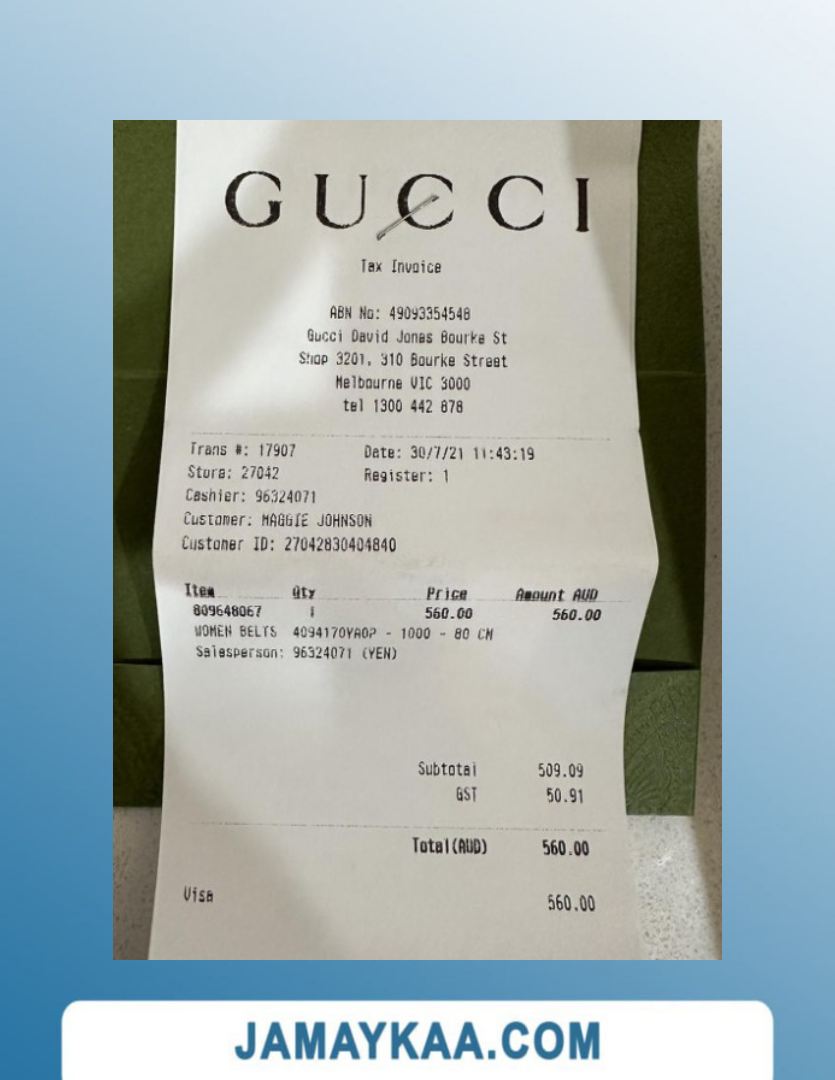 GUCCI
Tax Invoice
ABN No: 49093354548
Gucci David Jones Bourke St
Shop 3201, 310 Bourke Street
Melbourne VIC 3000
tel 1300 442 878
Trans #: 17907 Date: 30/7/21 11:43:19
Store: 27042 Register: 1
Cashier: 96324071
Customer: MAGGIE JOHNSON
Customer ID: 27042830404840
Item Qty Price Amount AUD
809648067 1 560.00 560.00
WOMEN BELTS 4094170YA0P - 1000 - 80 CM
Salesperson: 96324071 (YEN)
Subtotal 509.09
GST 50.91
Total(AUD) 560.00
Visa 560.00
JAMAYKAA.COM